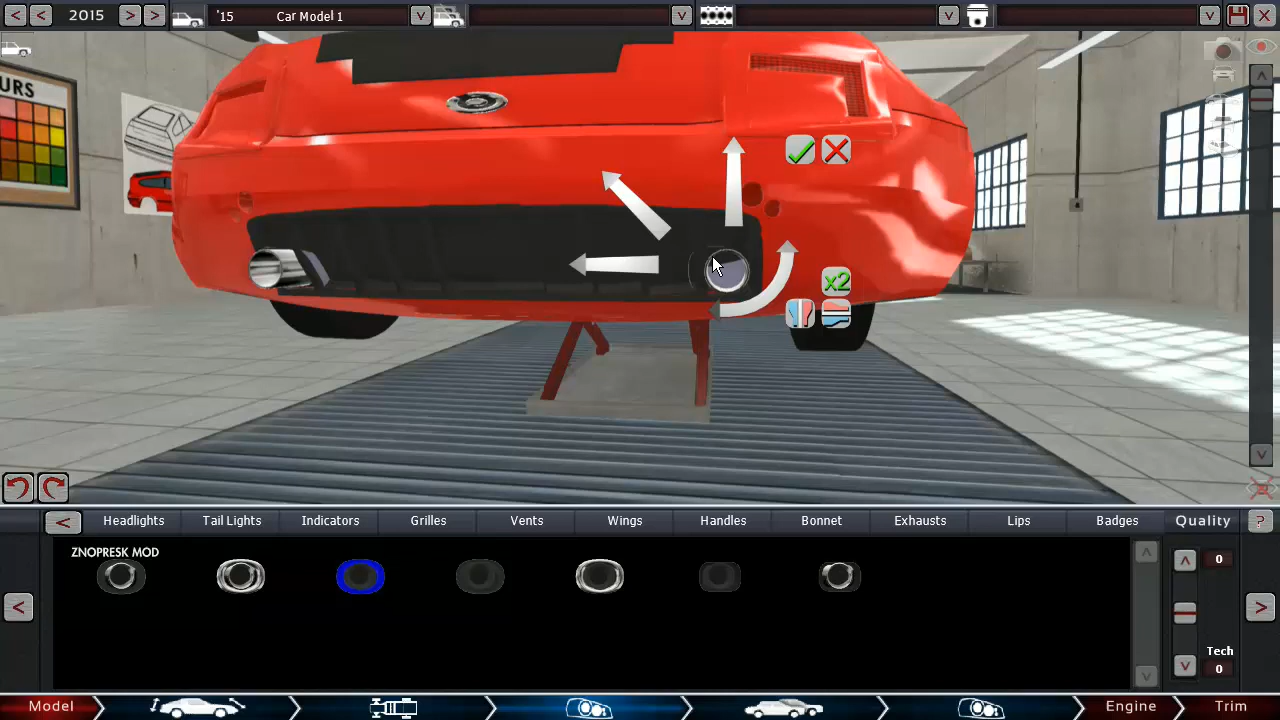 2015
'15 Car Model 1
URS
x2
Headlights Tail Lights Indicators Grilles Vents Wings Handles Bonnet Exhausts Lips Badges Quality ?
ZNOPRESK MOD
0
Tech
0
Model Engine Trim